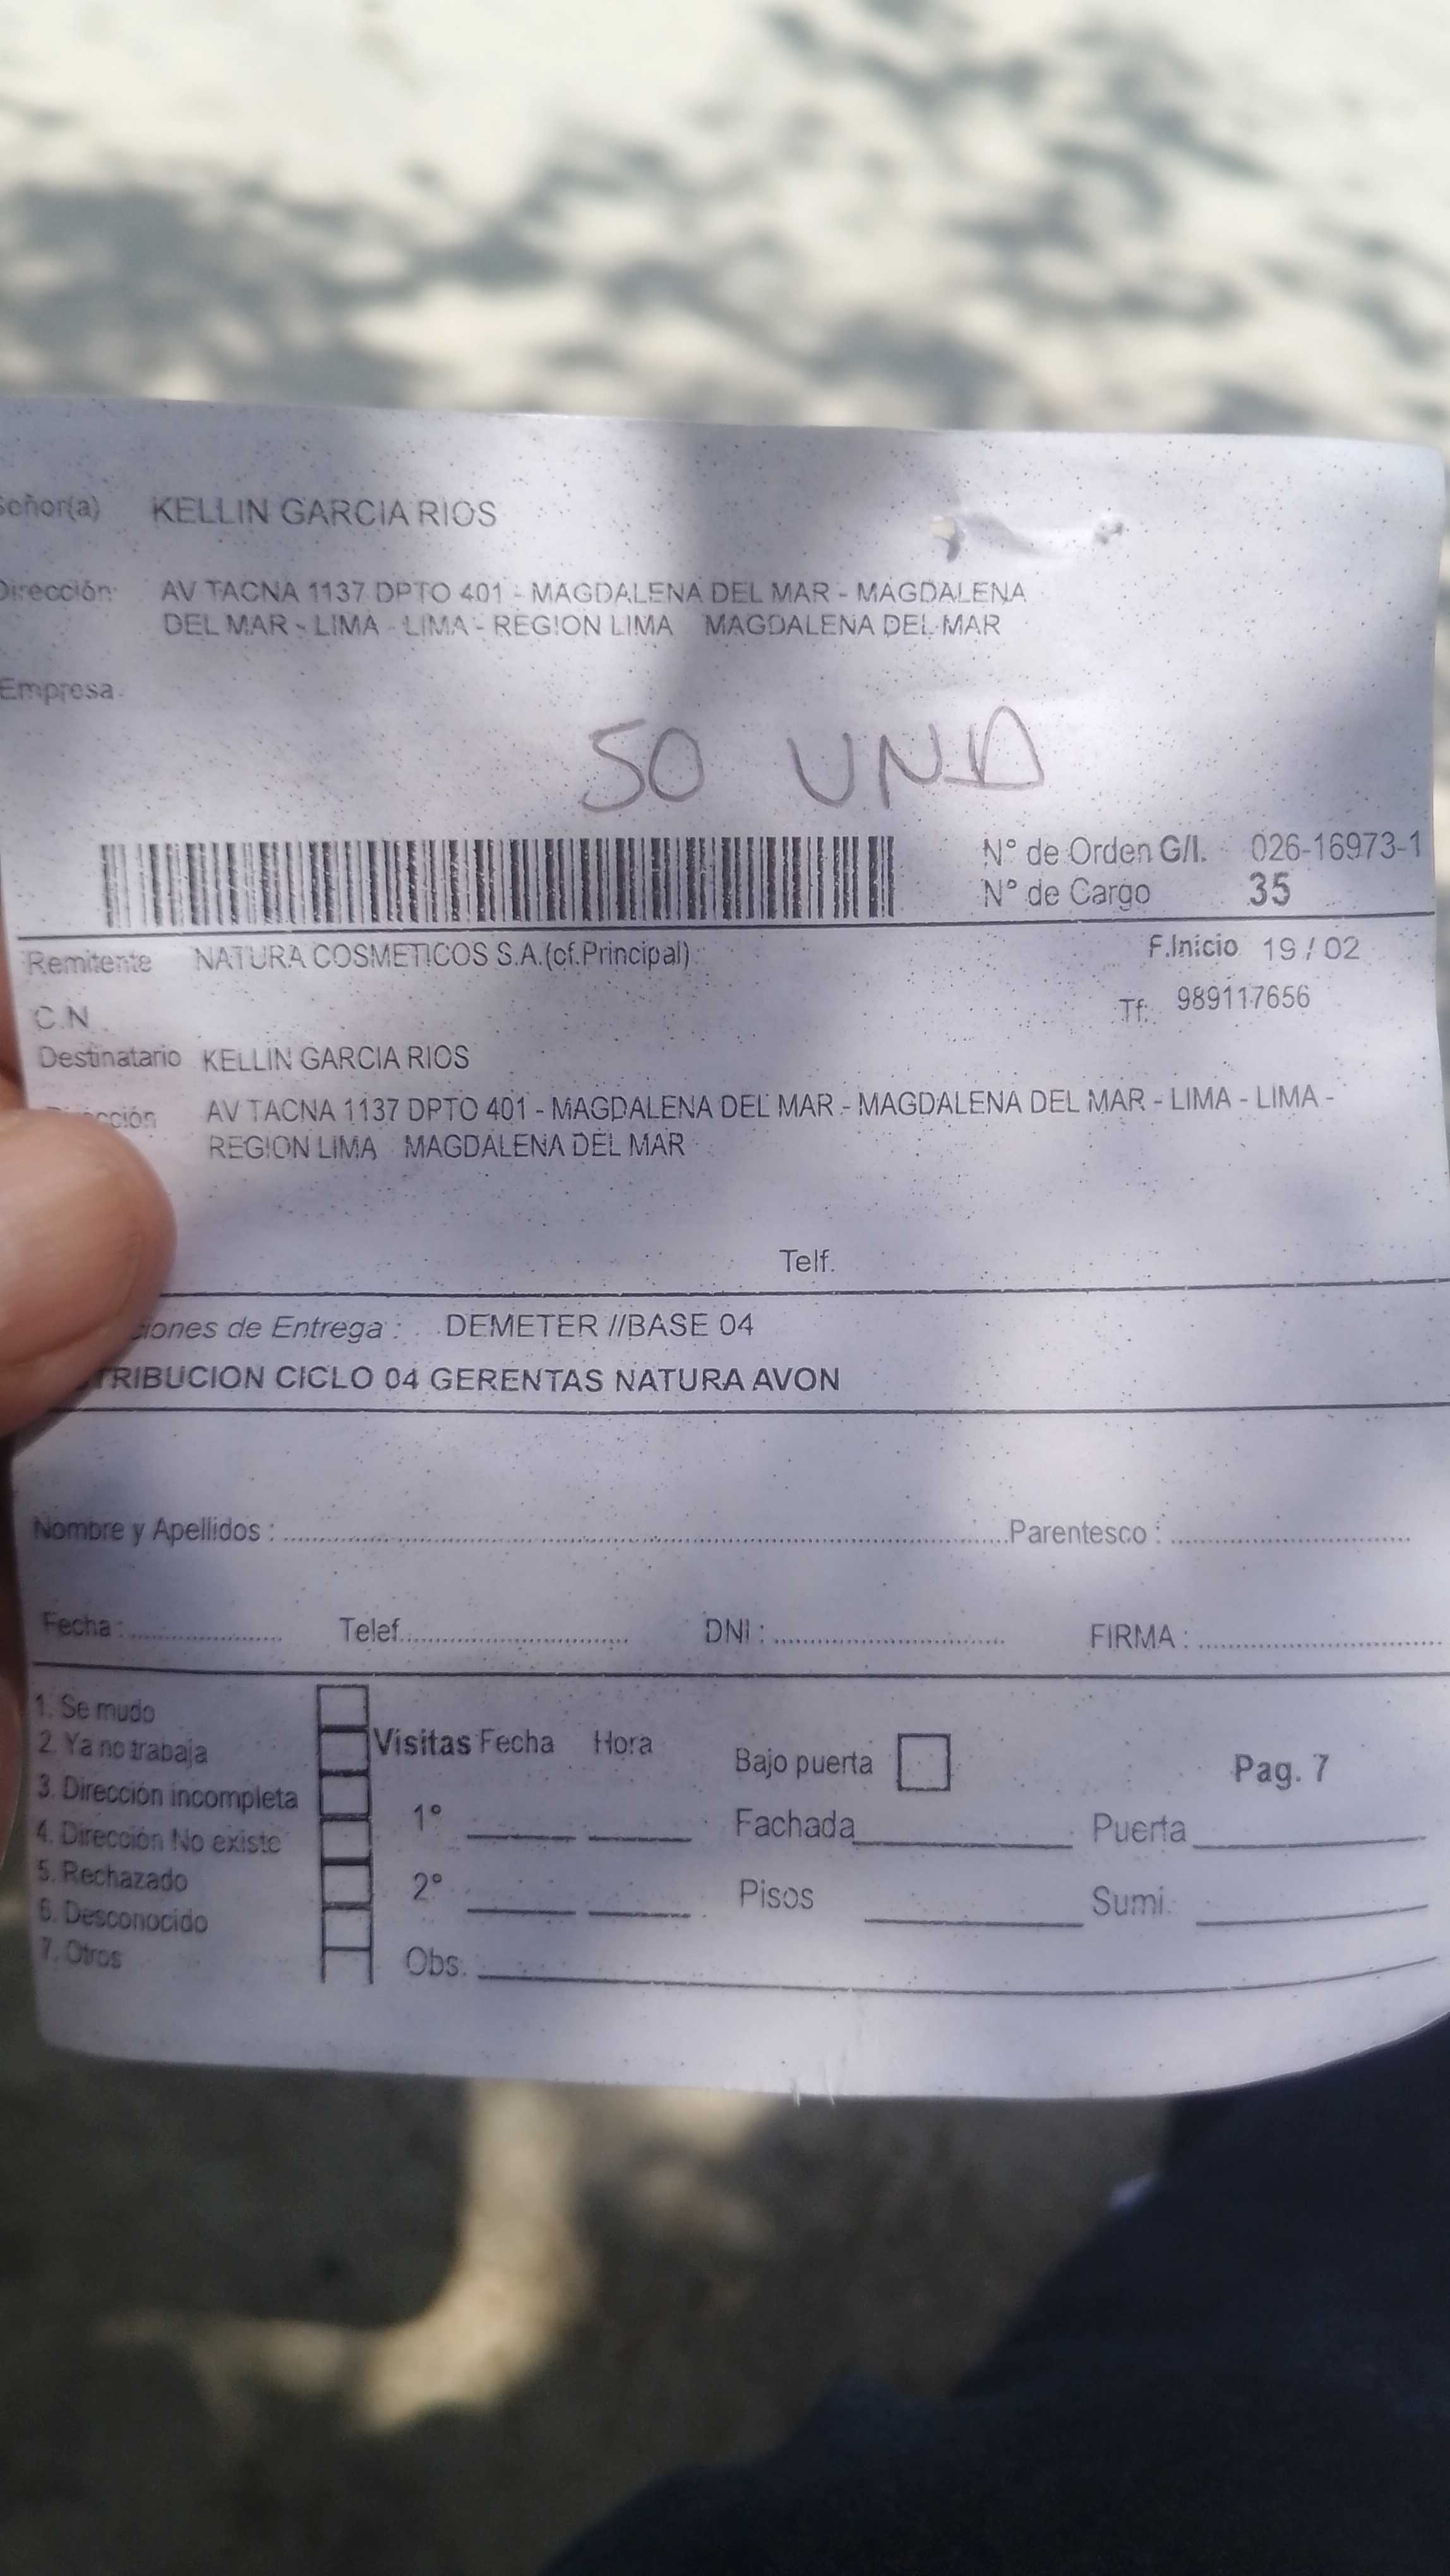 Señor(a) KELLIN GARCIA RIOS
Dirección: AV TACNA 1137 DPTO 401 - MAGDALENA DEL MAR - MAGDALENA
DEL MAR - LIMA - LIMA - REGION LIMA MAGDALENA DEL MAR
Empresa
50 UND
N° de Orden G/I. 026-16973-1
N° de Cargo 35
Remitente NATURA COSMETICOS S.A.(cf.Principal)
F.Inicio 19 / 02
C.N
Tf: 989117656
Destinatario KELLIN GARCIA RIOS
cción AV TACNA 1137 DPTO 401 - MAGDALENA DEL MAR - MAGDALENA DEL MAR - LIMA - LIMA -
REGION LIMA MAGDALENA DEL MAR
Telf.
iones de Entrega : DEMETER //BASE 04
TRIBUCION CICLO 04 GERENTAS NATURA AVON
Nombre y Apellidos : Parentesco :
Fecha : Telef. DNI : FIRMA :
1. Se mudo
2. Ya no trabaja
3. Dirección incompleta
4. Dirección No existe
5. Rechazado
6. Desconocido
7. Otros
Visitas Fecha Hora
1°
2°
Obs.
Bajo puerta
Pag. 7
Fachada Puerta
Pisos Sumi.